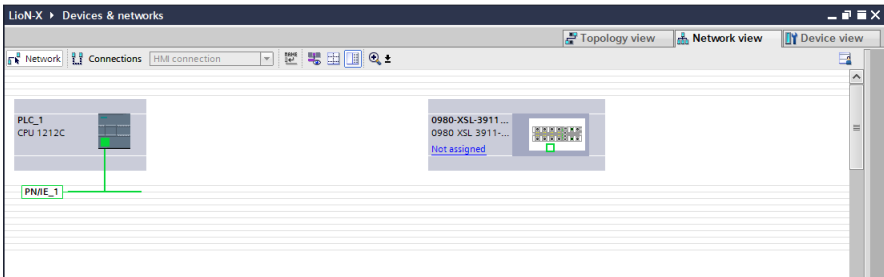 LioN-X ▸ Devices & networks
Topology view Network view Device view
Network Connections HMI connection
PLC_1
CPU 1212C
0980-XSL-3911...
0980 XSL 3911-...
Not assigned
PN/IE_1